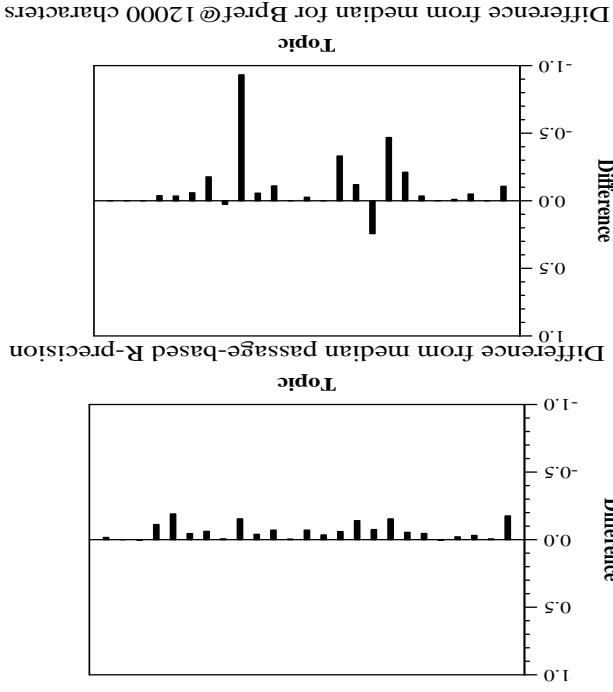 Difference
1.0
0.5
0.0
-0.5
-1.0
Topic
Difference from median passage-based R-precision
Difference
1.0
0.5
0.0
-0.5
-1.0
Topic
Difference from median for Bpref@12000 characters